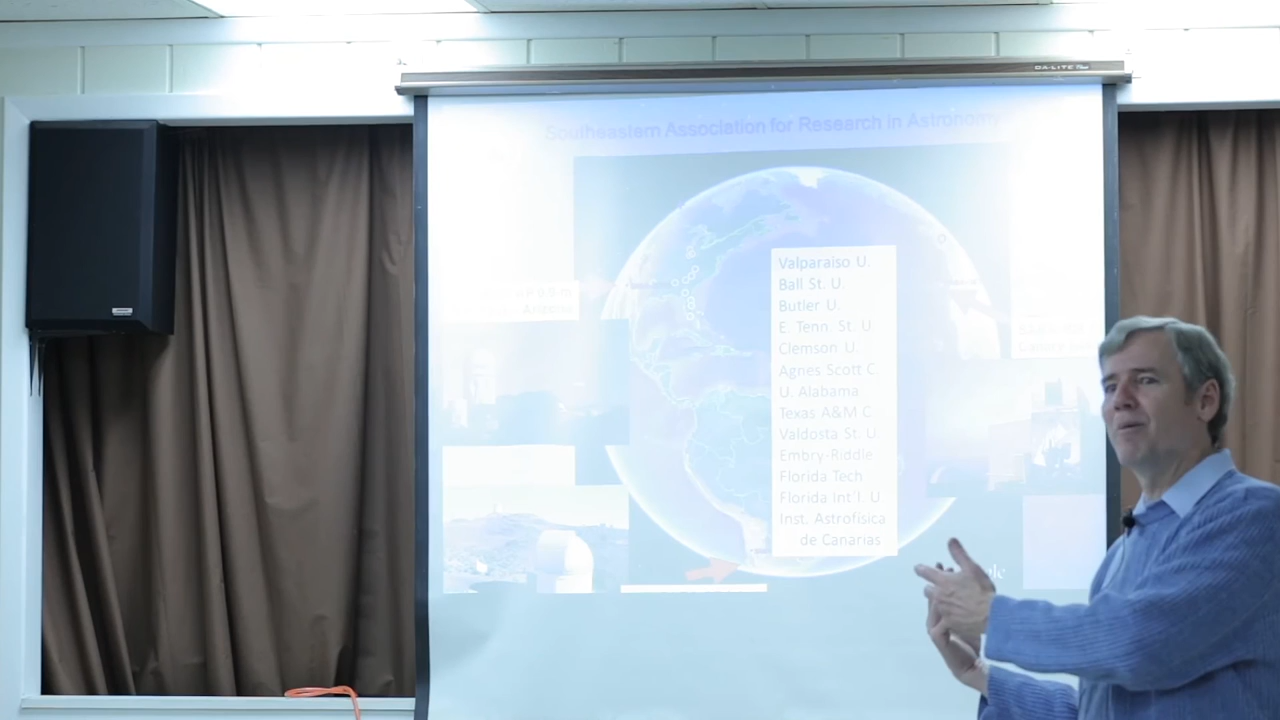 DA-LITE
Southeastern Association for Research in Astronomy
Valparaiso U.
Ball St. U.
Butler U.
E. Tenn. St. U.
Clemson U.
Agnes Scott C.
U. Alabama
Texas A&M C.
Valdosta St. U.
Embry-Riddle
Florida Tech
Florida Int'l. U.
Inst. Astrofisica
de Canarias